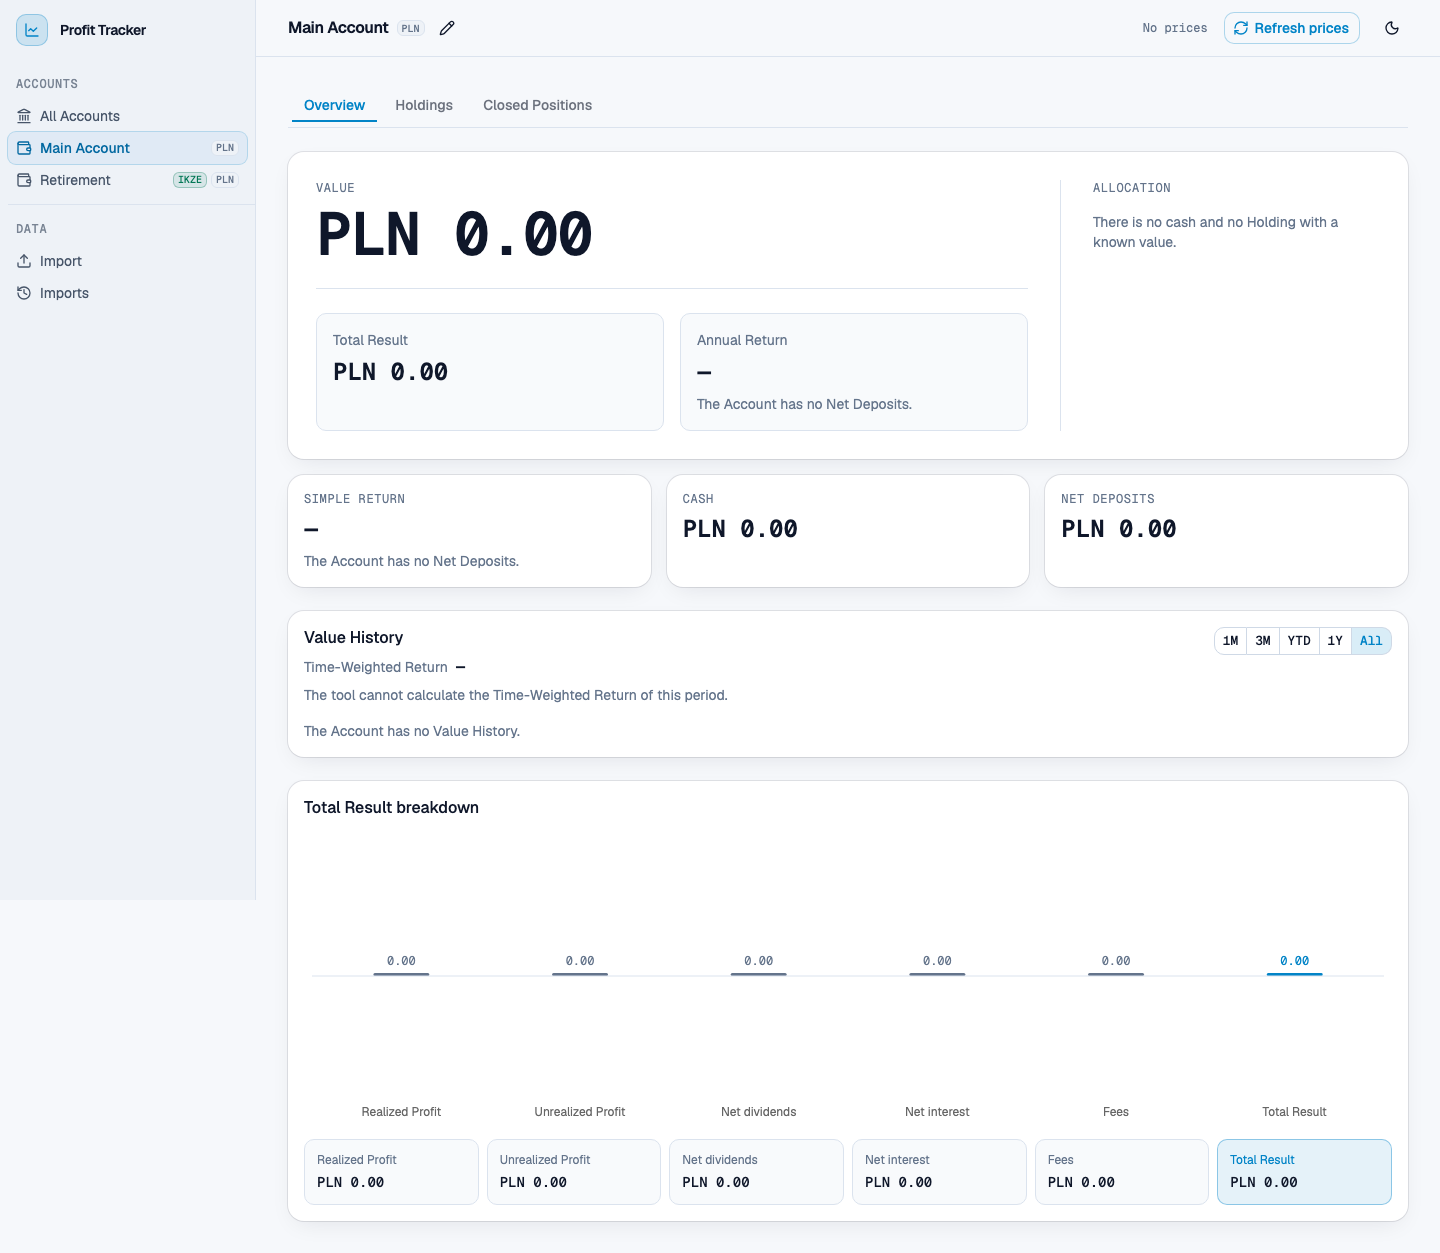 Profit Tracker
ACCOUNTS
All Accounts
Main Account PLN
Retirement IKZE PLN
DATA
Import
Imports
Main Account PLN
No prices
Refresh prices
Overview
Holdings
Closed Positions
VALUE
PLN 0.00
Total Result
PLN 0.00
Annual Return
—
The Account has no Net Deposits.
ALLOCATION
There is no cash and no Holding with a
known value.
SIMPLE RETURN
—
The Account has no Net Deposits.
CASH
PLN 0.00
NET DEPOSITS
PLN 0.00
Value History
1M 3M YTD 1Y All
Time-Weighted Return —
The tool cannot calculate the Time-Weighted Return of this period.
The Account has no Value History.
Total Result breakdown
0.00 0.00 0.00 0.00 0.00 0.00
Realized Profit Unrealized Profit Net dividends Net interest Fees Total Result
Realized Profit
PLN 0.00
Unrealized Profit
PLN 0.00
Net dividends
PLN 0.00
Net interest
PLN 0.00
Fees
PLN 0.00
Total Result
PLN 0.00